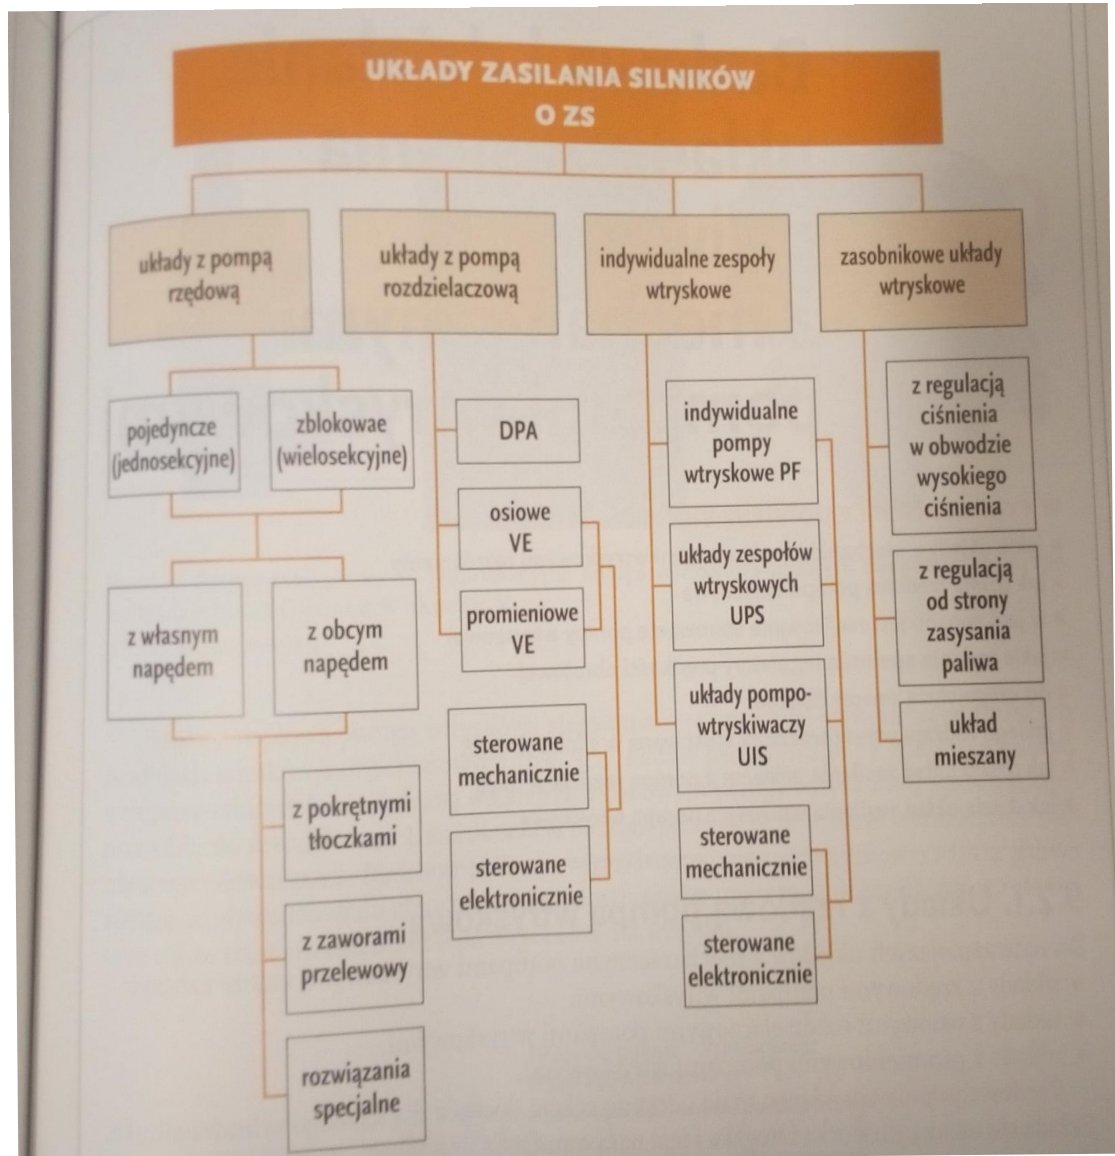 UKŁADY ZASILANIA SILNIKÓW
O ZS
układy z pompą
rzędową
układy z pompą
rozdzielaczową
indywidualne zespoły
wtryskowe
zasobnikowe układy
wtryskowe
pojedyncze
(jednosekcyjne)
zblokowae
(wielosekcyjne)
z własnym
napędem
z obcym
napędem
z pokrętnymi
tłoczkami
z zaworami
przelewowy
rozwiązania
specjalne
DPA
osiowe
VE
promieniowe
VE
sterowane
mechanicznie
sterowane
elektronicznie
indywidualne
pompy
wtryskowe PF
układy zespołów
wtryskowych
UPS
układy pompo-
wtryskiwaczy
UIS
sterowane
mechanicznie
sterowane
elektronicznie
z regulacją
ciśnienia
w obwodzie
wysokiego
ciśnienia
z regulacją
od strony
zasysania
paliwa
układ
mieszany